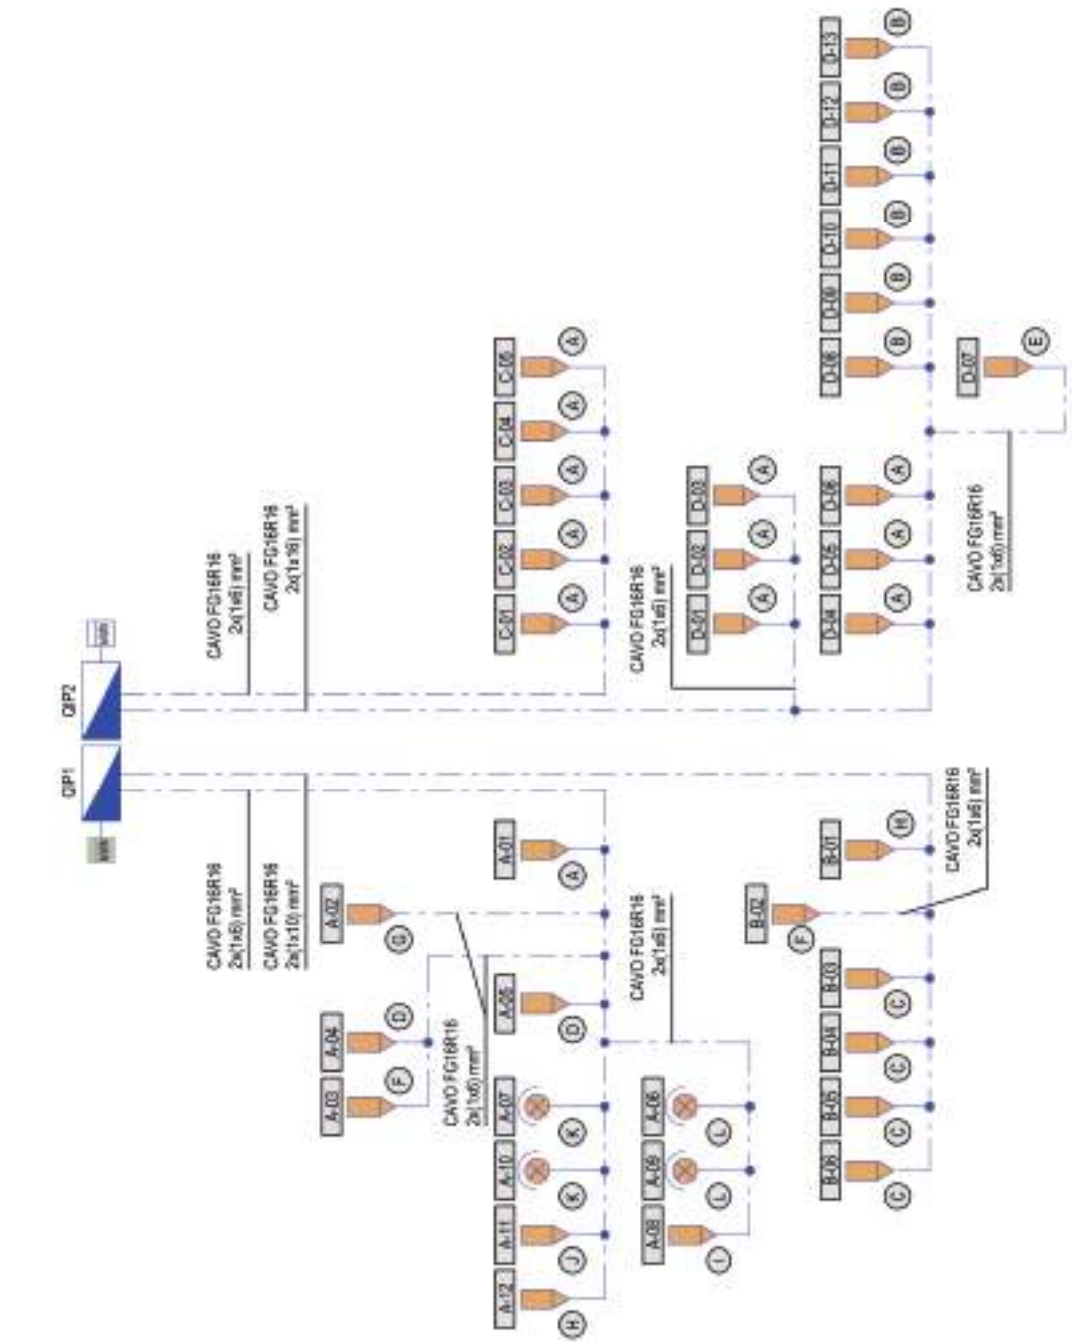 QIP1
QIP2
kWh
kWh
CAVO FG16R16
2x(1x6) mm²
CAVO FG16R16
2x(1x10) mm²
CAVO FG16R16
2x(1x6) mm²
CAVO FG16R16
2x(1x16) mm²
A-02
G
A-03
F
A-04
D
CAVO FG16R16
2x(1x6) mm²
A-12
H
A-11
J
A-10
K
A-07
K
A-05
D
A-01
A
C-01
A
C-02
A
C-03
A
C-04
A
C-05
A
A-08
I
A-09
L
A-06
L
CAVO FG16R16
2x(1x6) mm²
CAVO FG16R16
2x(1x6) mm²
D-01
A
D-02
A
D-03
A
B-02
F
B-06
C
B-05
C
B-04
C
B-03
C
B-01
H
CAVO FG16R16
2x(1x6) mm²
D-04
A
D-05
A
D-06
A
D-08
B
D-09
B
D-10
B
D-11
B
D-12
B
D-13
B
D-07
E
CAVO FG16R16
2x(1x6) mm²